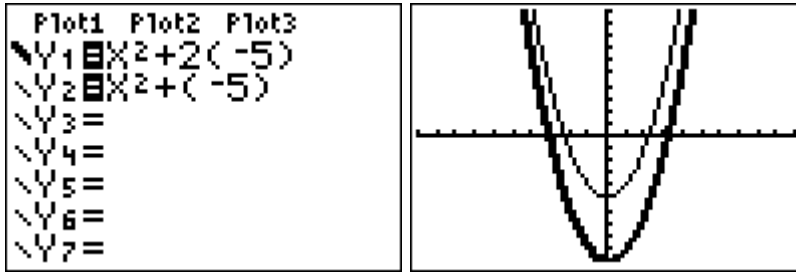 Plot1 Plot2 Plot3
\Y₁=X²+2(⁻5)
\Y₂=X²+(⁻5)
\Y₃=
\Y₄=
\Y₅=
\Y₆=
\Y₇=